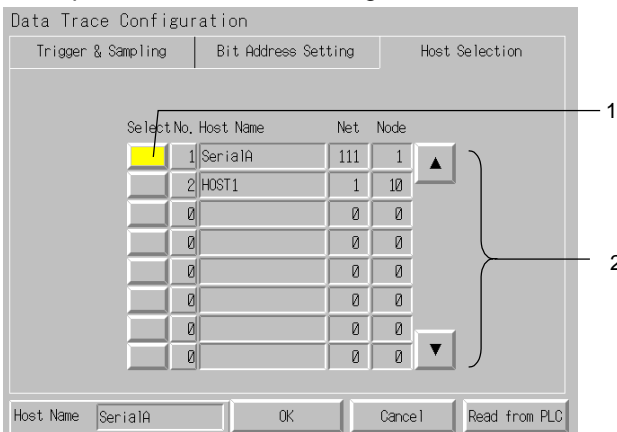 Data Trace Configuration
Trigger & Sampling Bit Address Setting Host Selection
1
Select No. Host Name Net Node
1 SerialA 111 1 ▲
2 HOST1 1 10
0 0 0
2
0 0 0
0 0 0
0 0 0
0 0 0
0 0 0 ▼
Host Name SerialA OK Cancel Read from PLC